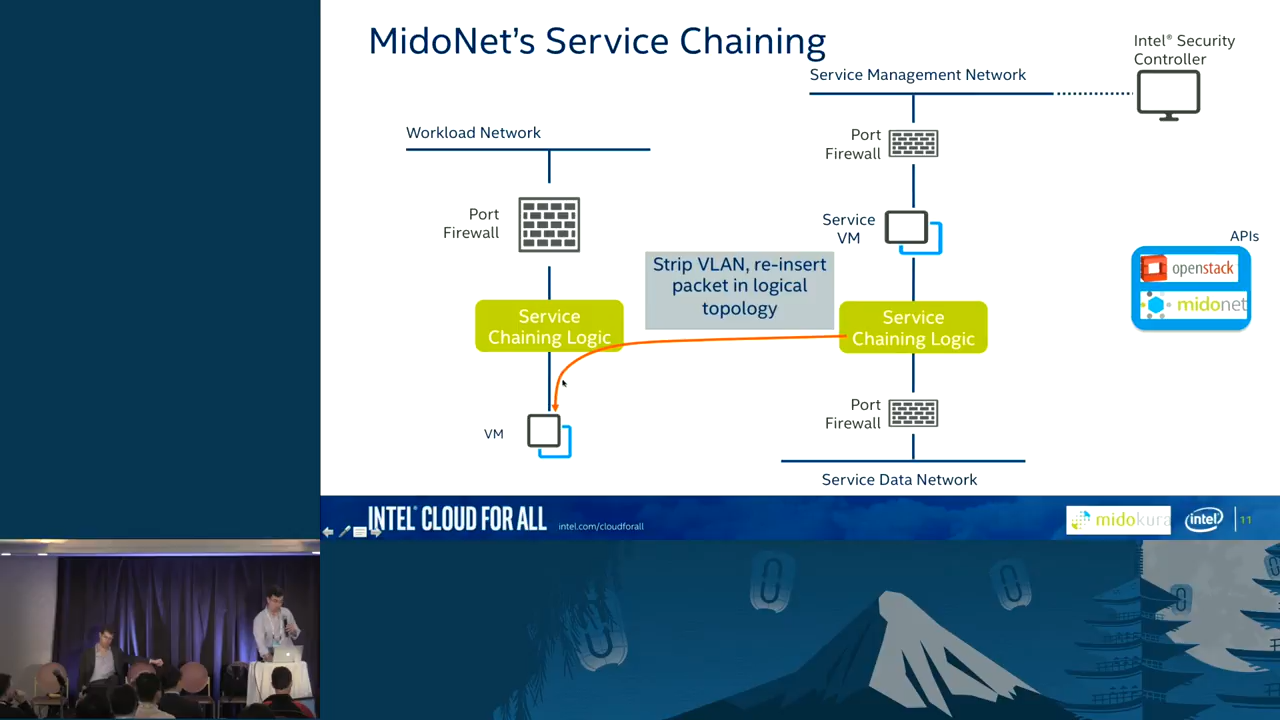 MidoNet's Service Chaining
Intel® Security
Controller
Service Management Network
Workload Network
Port
Firewall
Port
Firewall
Service
VM
APIs
openstack
midonet
Strip VLAN, re-insert
packet in logical
topology
Service
Chaining Logic
Service
Chaining Logic
Port
Firewall
VM
Service Data Network
INTEL® CLOUD FOR ALL
intel.com/cloudforall
midokura
intel
11